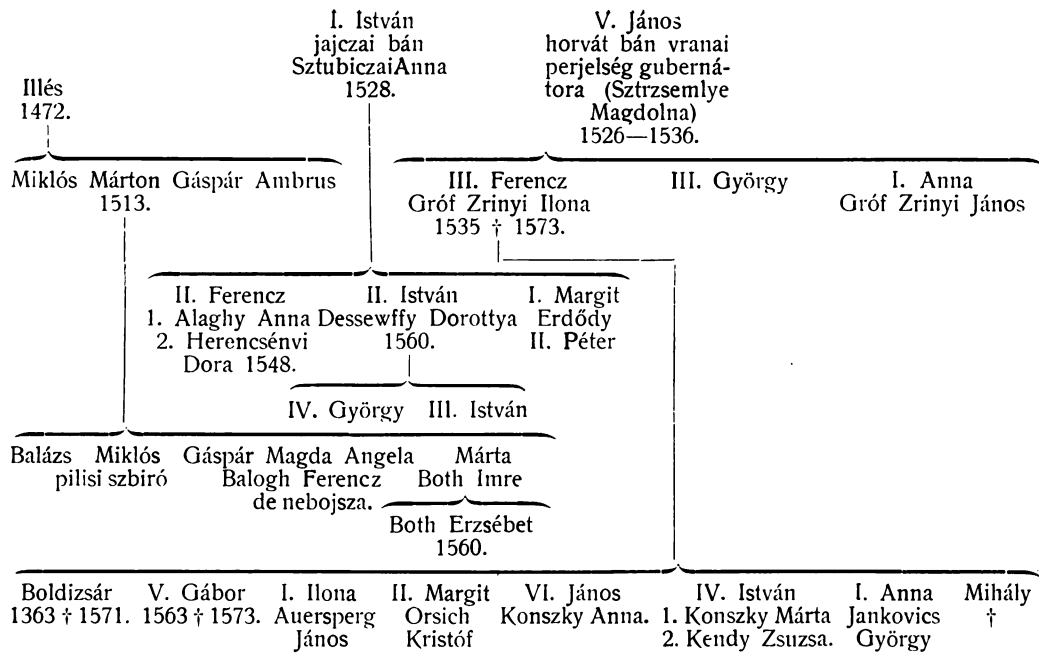 I. István
jajczai bán
SztubiczaiAnna
1528.
V. János
horvát bán vranai
perjelség guberná-
tora (Sztrzsemlye
Magdolna)
1526—1536.
Illés
1472.
Miklós Márton Gáspár Ambrus
1513.
III. Ferencz
Gróf Zrinyi Ilona
1535 † 1573.
III. György
I. Anna
Gróf Zrinyi János
II. Ferencz
1. Alaghy Anna
2. Herencsénvi
Dora 1548.
II. István
Dessewffy Dorottya
1560.
I. Margit
Erdődy
II. Péter
IV. György III. István
Balázs
Miklós
pilisi szbiró
Gáspár Magda Angela
Balogh Ferencz
de nebojsza.
Márta
Both Imre
Both Erzsébet
1560.
Boldizsár
1363 † 1571.
V. Gábor
1563 † 1573.
I. Ilona
Auersperg
János
II. Margit
Orsich
Kristóf
VI. János
Konszky Anna.
IV. István
1. Konszky Márta
2. Kendy Zsuzsa.
I. Anna
Jankovics
György
Mihály
†